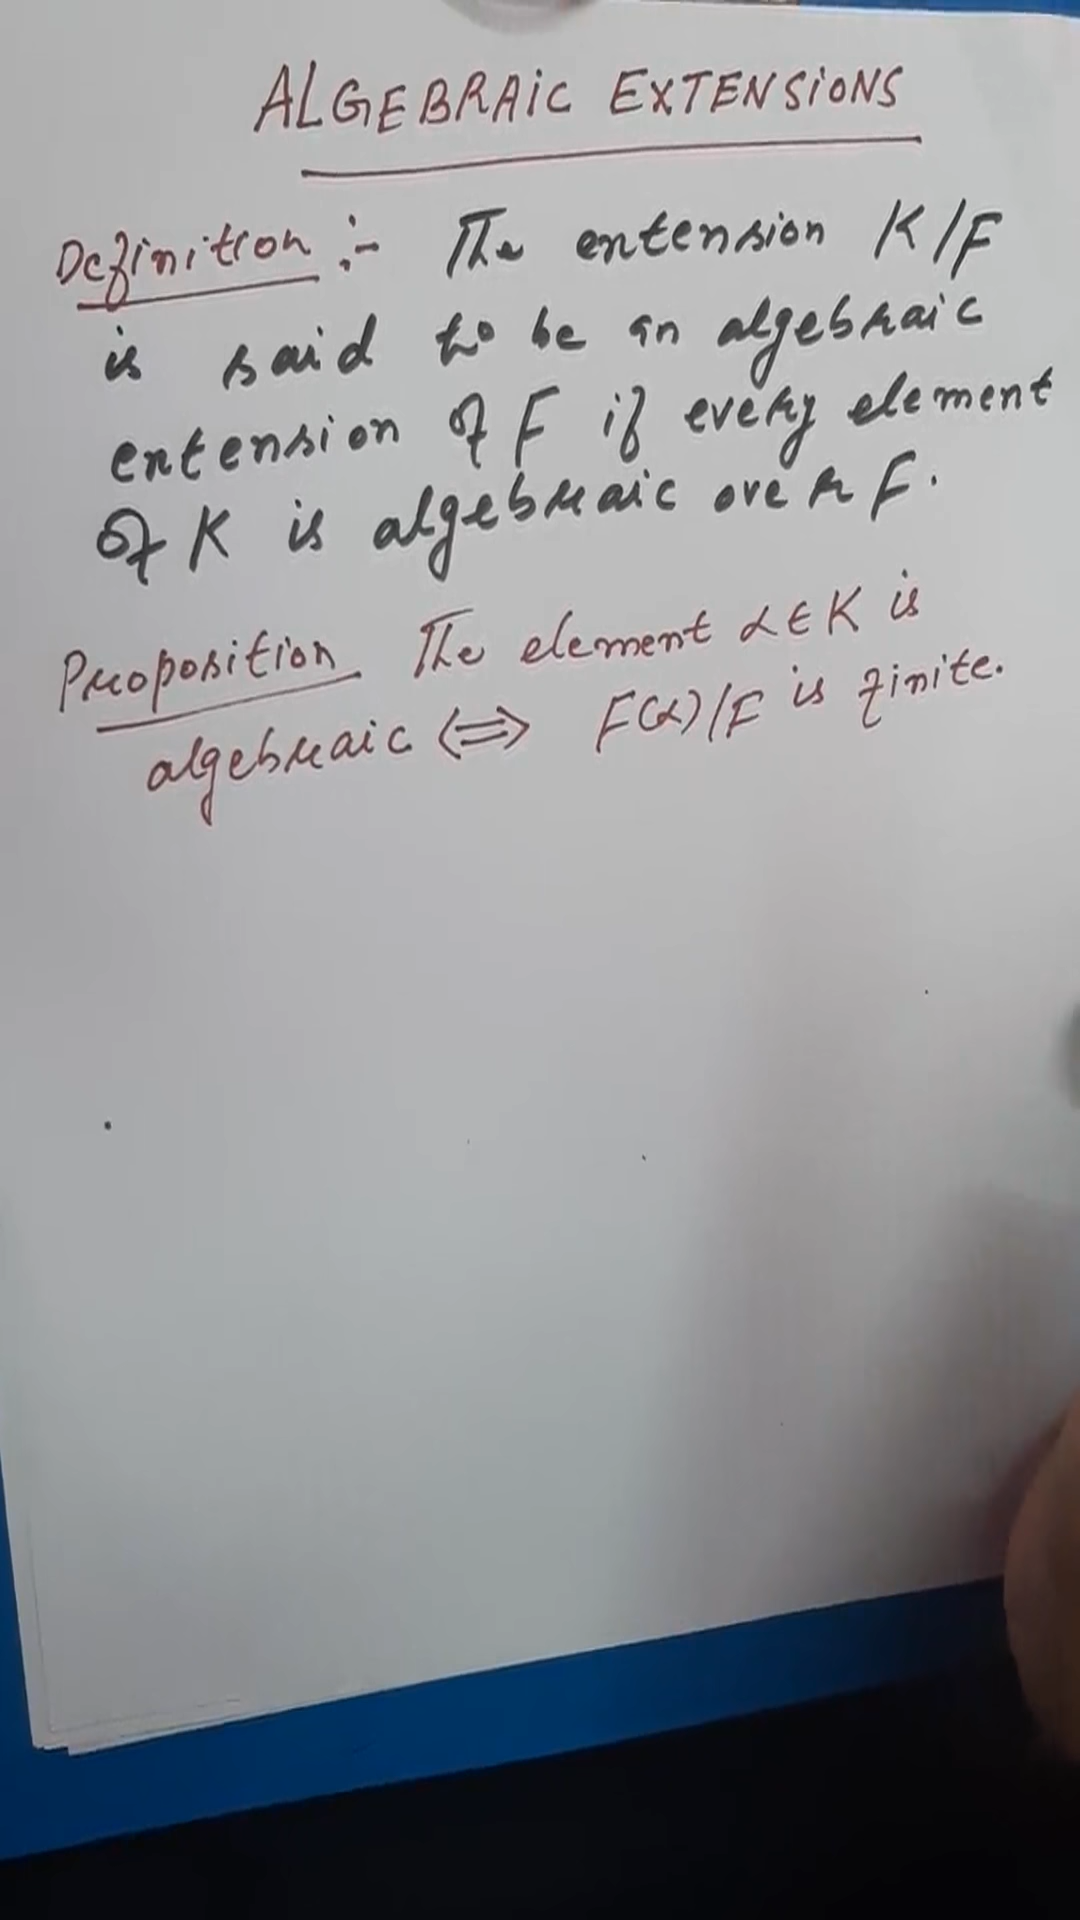 ALGEBRAiC EXTENSiONS
Definition :- The extension K/F
is said to be an algebraic
extension of F if every element
of K is algebraic over F.
Proposition The element α∈K is
algebraic ⇔ F(α)/F is finite.